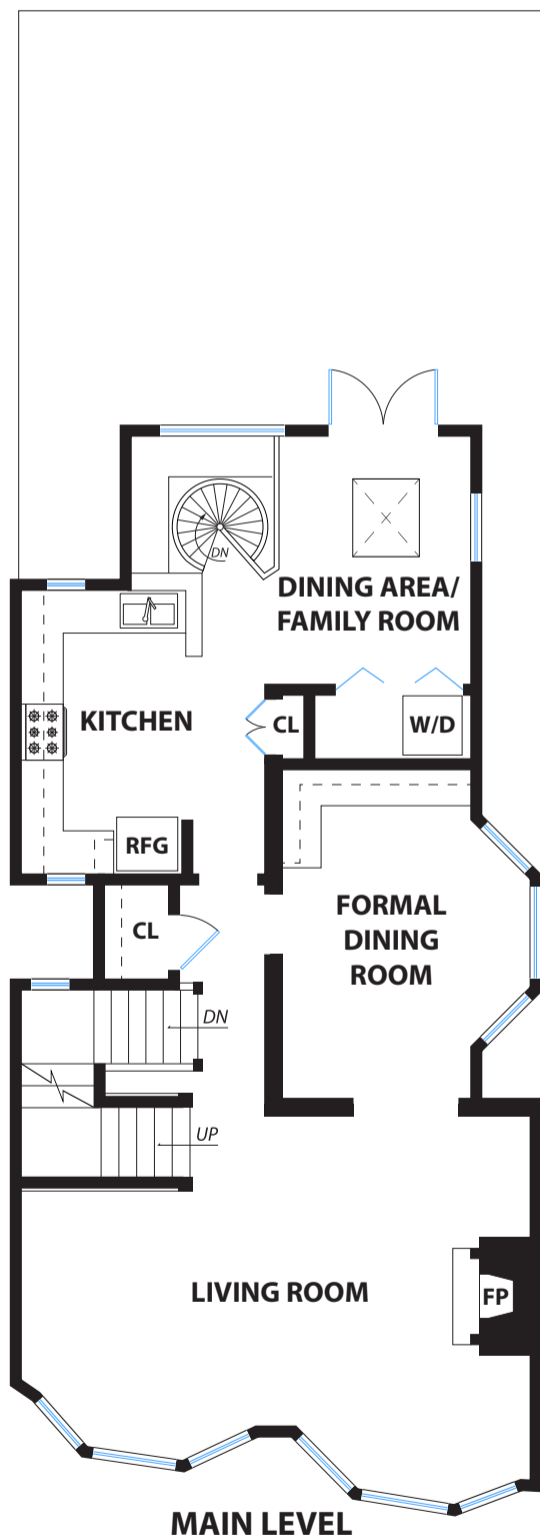 DN
DINING AREA/
FAMILY ROOM
KITCHEN
CL
W/D
RFG
CL
FORMAL
DINING
ROOM
DN
UP
LIVING ROOM
FP
MAIN LEVEL